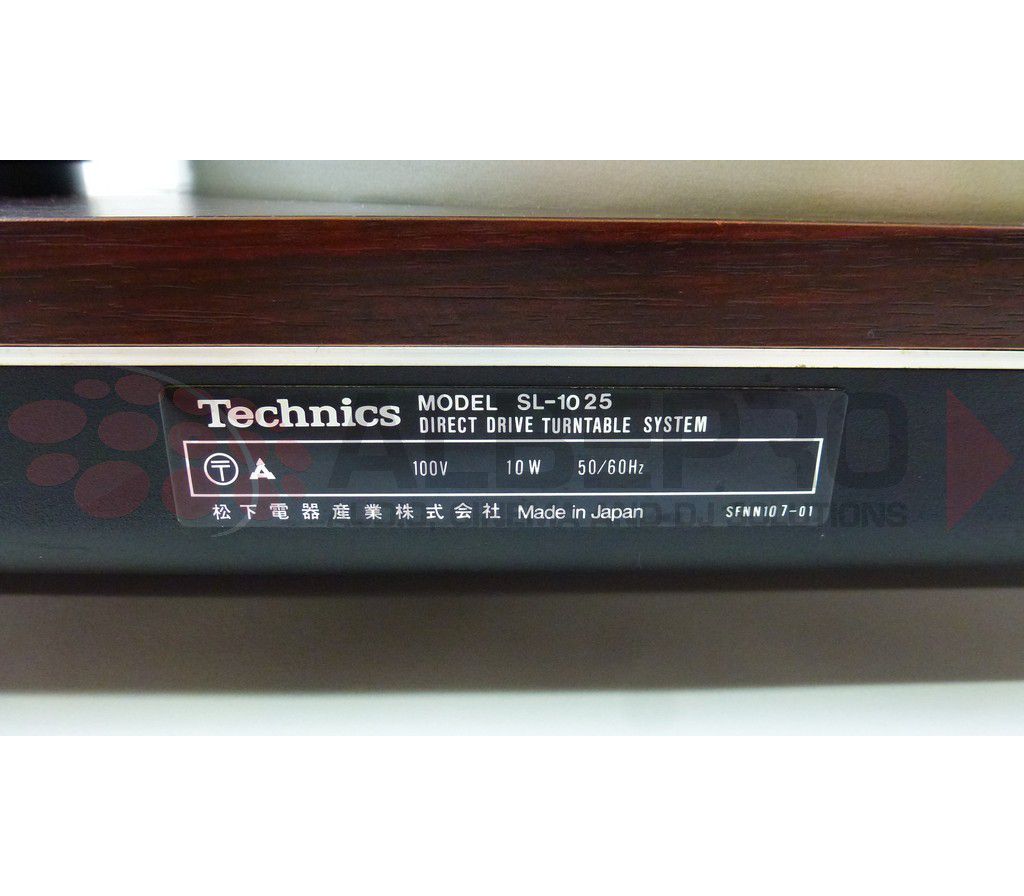 Technics MODEL SL-1025
DIRECT DRIVE TURNTABLE SYSTEM
〒 A 100V 10W 50/60Hz
松下電器産業株式会社 Made in Japan SFNN107-01
ALBEPRO